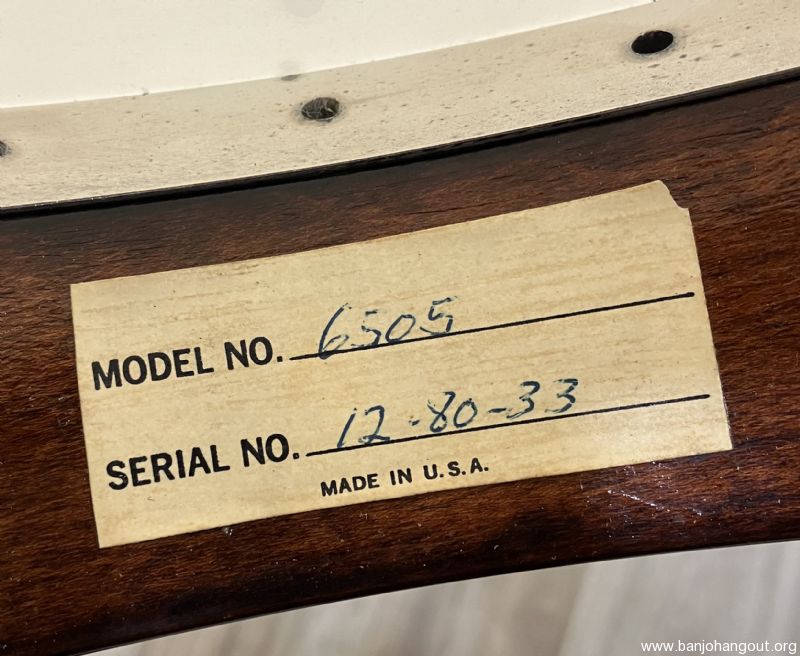 MODEL NO. 6505
SERIAL NO. 12-80-33
MADE IN U.S.A.
www.banjohangout.org